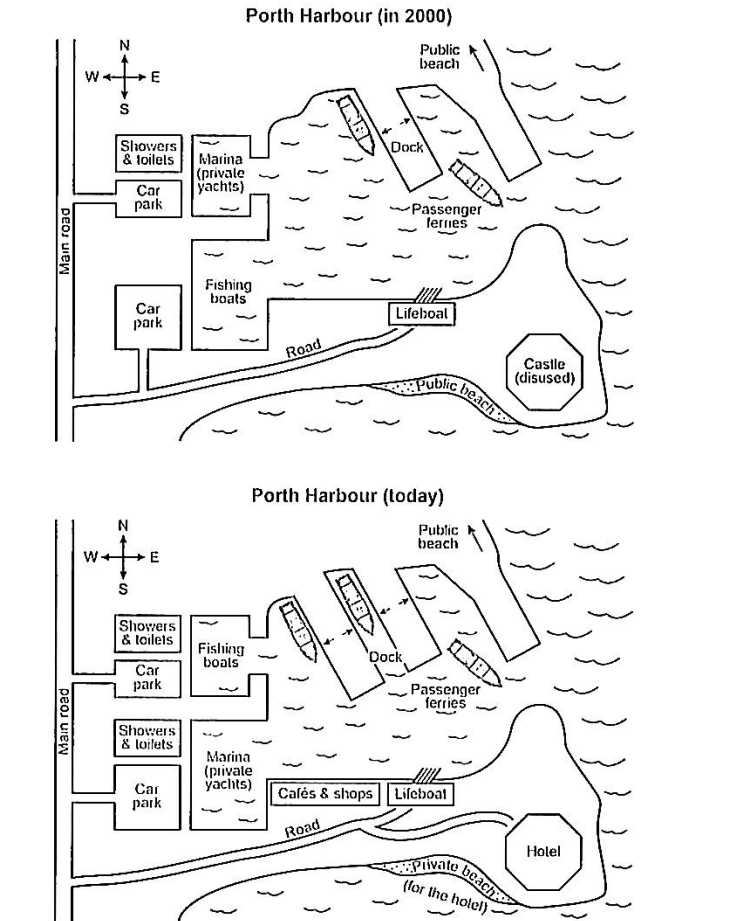 Porth Harbour (in 2000)
Public
beach
N
W E
S
Showers
& toilets
Marina
(private
yachts)
Dock
Car
park
Passenger
ferries
Main road
Fishing
boats
Car
park
Lifeboat
Road
Castle
(disused)
Public beach
Porth Harbour (today)
Public
beach
N
W E
S
Showers
& toilets
Fishing
boats
Dock
Car
park
Passenger
ferries
Main road
Showers
& toilets
Marina
(private
yachts)
Car
park
Cafés & shops
Lifeboat
Road
Hotel
Private beach
(for the hotel)